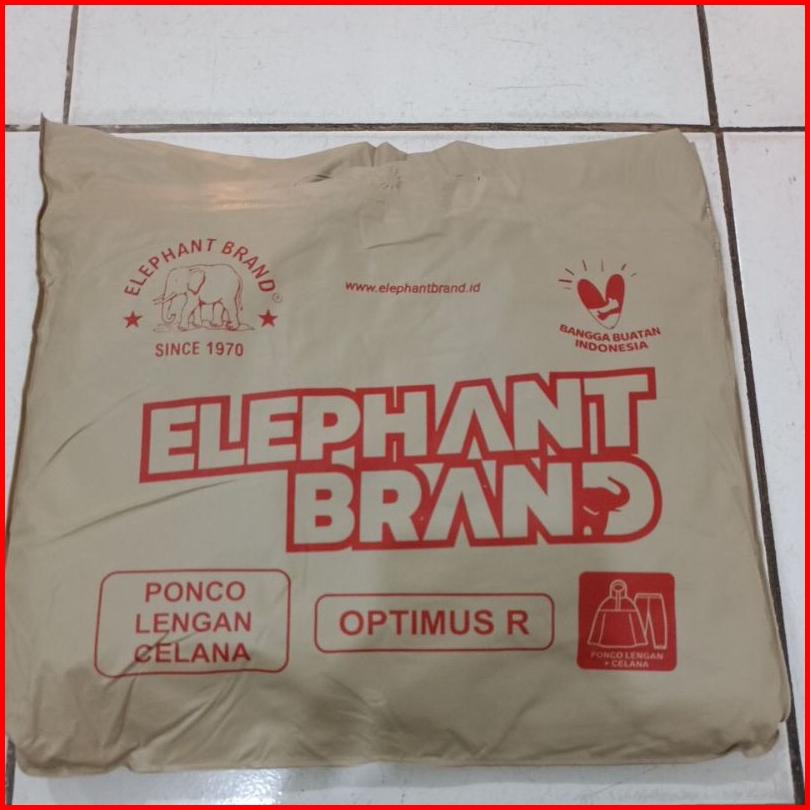 ELEPHANT BRAND®
SINCE 1970
www.elephantbrand.id
BANGGA BUATAN
INDONESIA
ELEPHANT
BRAND
PONCO
LENGAN
CELANA
OPTIMUS R
PONCO LENGAN
+ CELANA